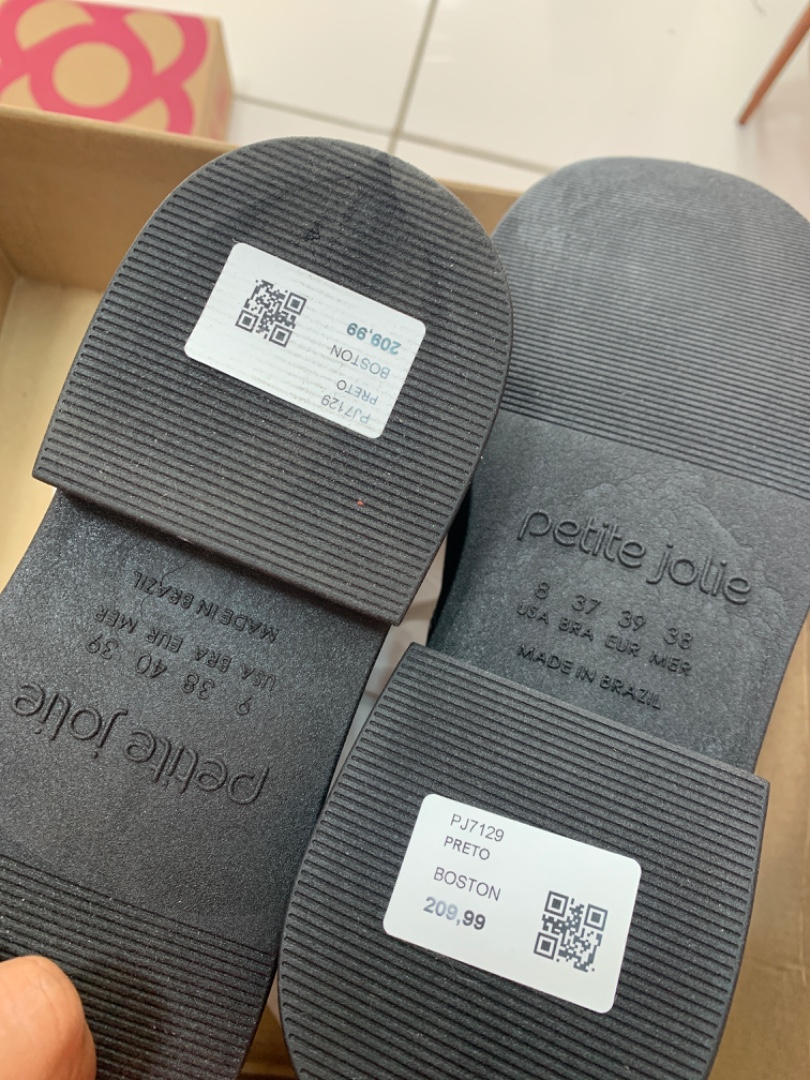 209,99
BOSTON
PRETO
PJ7129
petite jolie
9 38 40 39
USA BRA EUR MER
MADE IN BRAZIL
petite jolie
8 37 39 38
USA BRA EUR MER
MADE IN BRAZIL
PJ7129
PRETO
BOSTON
209,99